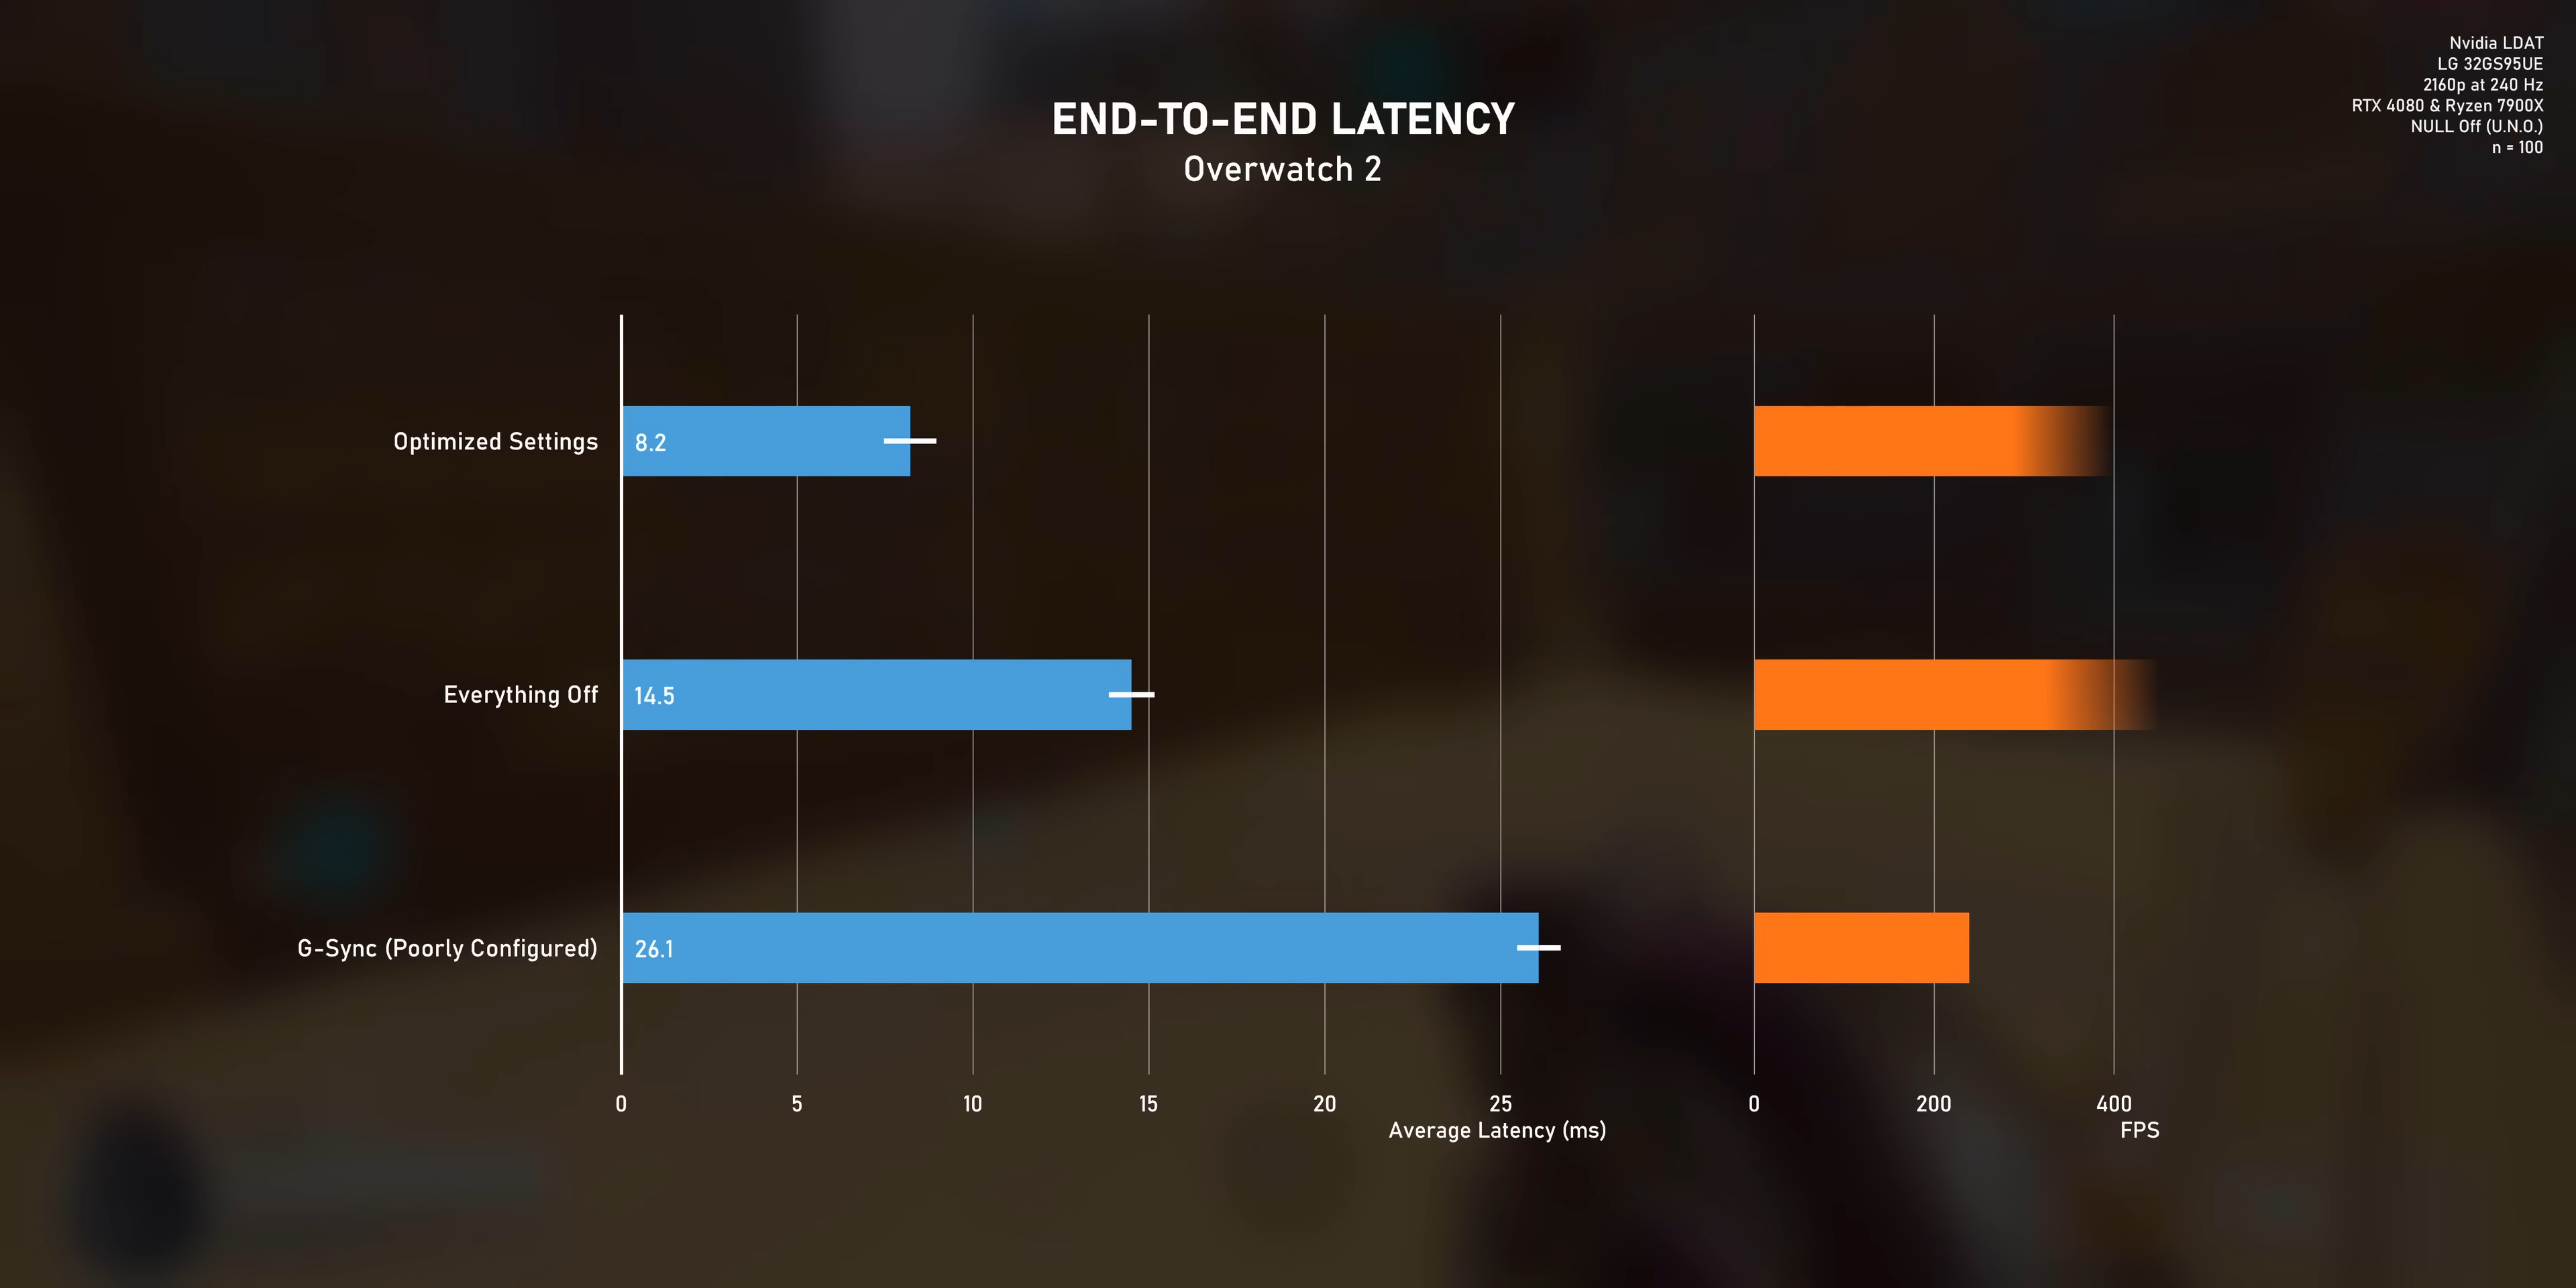 Nvidia LDAT
LG 32GS95UE
2160p at 240 Hz
RTX 4080 & Ryzen 7900X
NULL Off (U.N.O.)
n = 100
END-TO-END LATENCY
Overwatch 2
Optimized Settings
8.2
Everything Off
14.5
G-Sync (Poorly Configured)
26.1
0 5 10 15 20 25
Average Latency (ms)
0 200 400
FPS